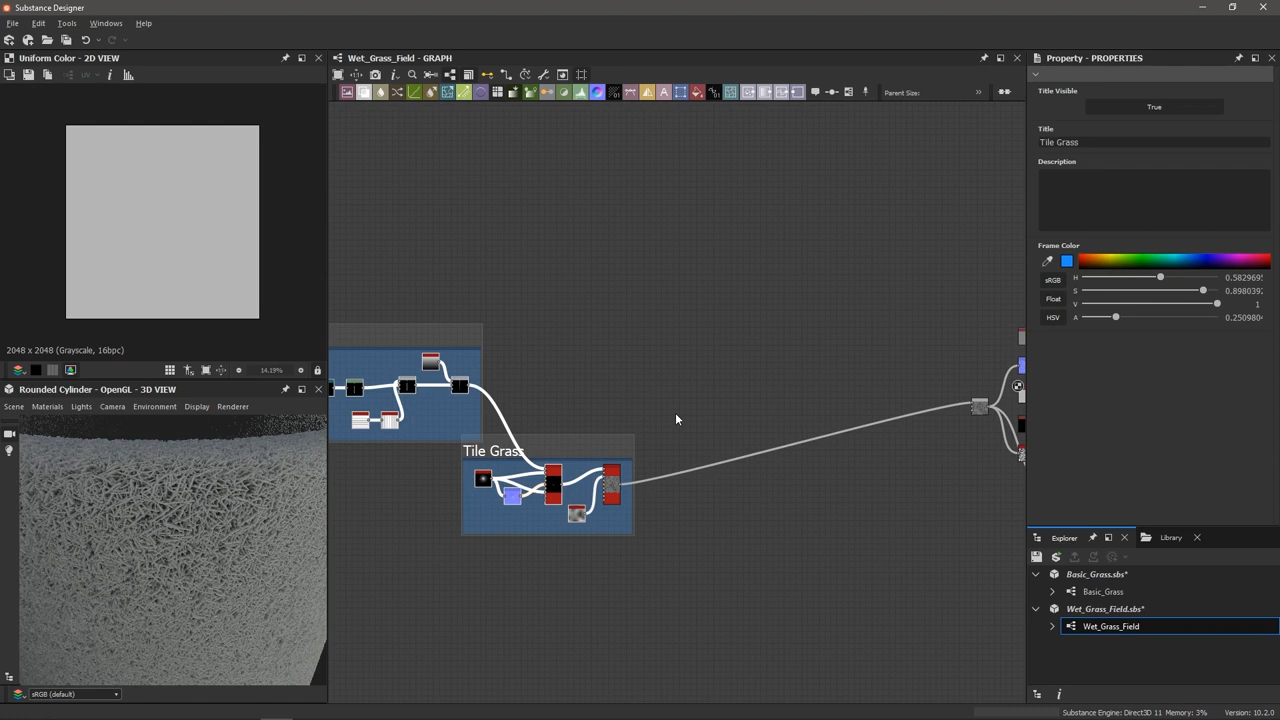 Substance Designer
File Edit Tools Windows Help
Uniform Color - 2D VIEW
Wet_Grass_Field - GRAPH
Property - PROPERTIES
Parent Size:
Title Visible
True
Title
Tile Grass
Description
Frame Color
sRGB H 0.582969
Float S 0.898039
V 1
HSV A 0.250980
2048 x 2048 (Grayscale, 16bpc)
14.19%
Rounded Cylinder - OpenGL - 3D VIEW
Scene Materials Lights Camera Environment Display Renderer
Tile Grass
Explorer Library
Basic_Grass.sbs*
Basic_Grass
Wet_Grass_Field.sbs*
Wet_Grass_Field
sRGB (default)
Substance Engine: Direct3D 11 Memory: 3% Version: 10.2.0